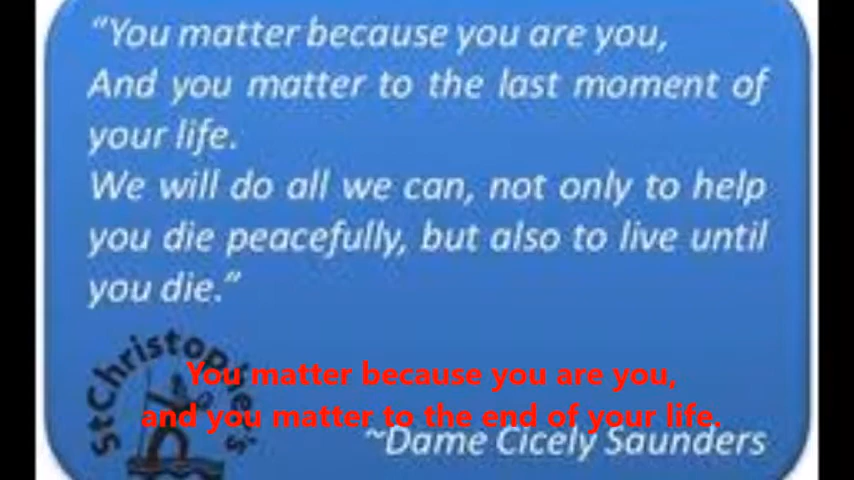 “You matter because you are you,
And you matter to the last moment of
your life.
We will do all we can, not only to help
you die peacefully, but also to live until
you die.”
StChristopher's
You matter because you are you,
and you matter to the end of your life.
~Dame Cicely Saunders